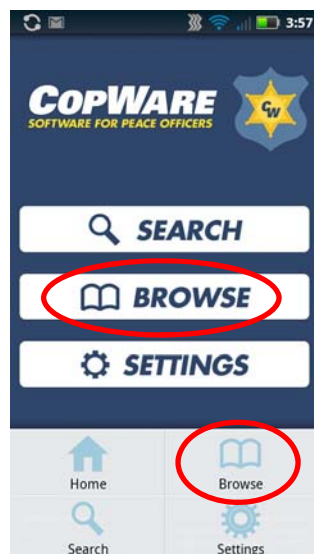 3:57
COPWARE
SOFTWARE FOR PEACE OFFICERS
CW
SEARCH
BROWSE
SETTINGS
Home
Browse
Search
Settings